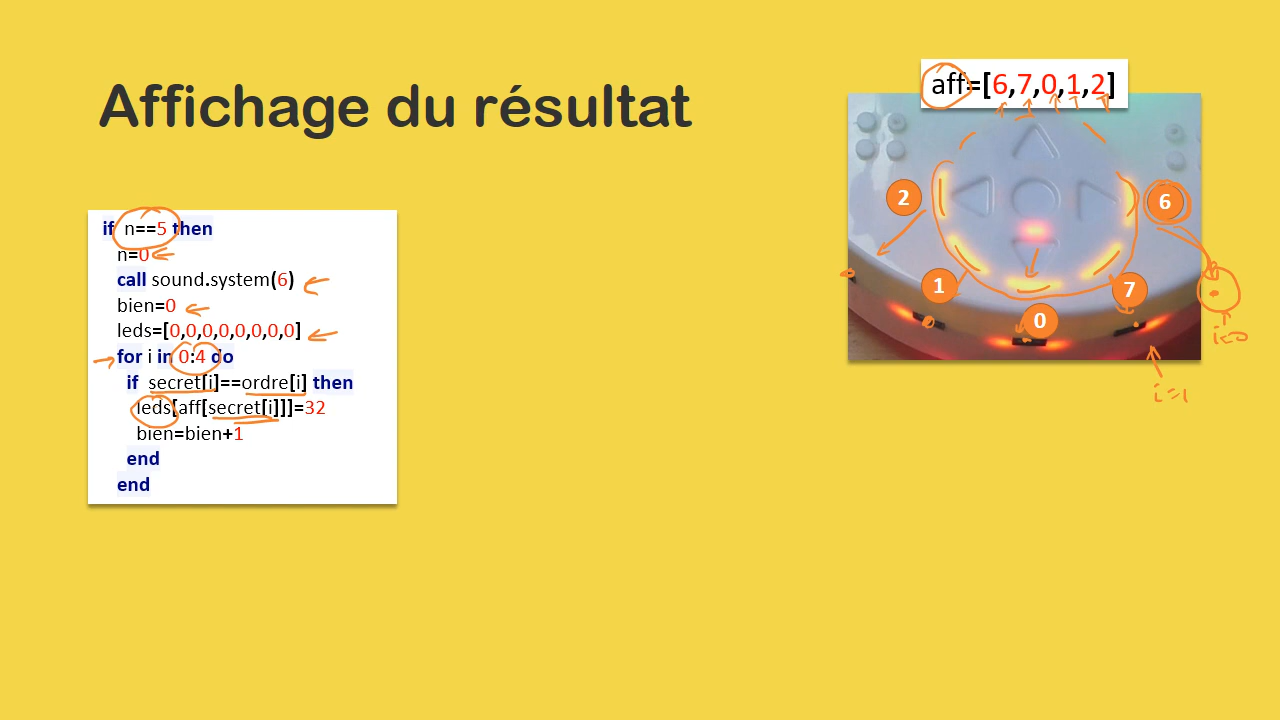 Affichage du résultat
aff=[6,7,0,1,2]
if n==5 then
n=0
call sound.system(6)
bien=0
leds=[0,0,0,0,0,0,0,0]
for i in 0:4 do
if secret[i]==ordre[i] then
leds[aff[secret[i]]]=32
bien=bien+1
end
end
2
6
1
7
0
i=0
i=1